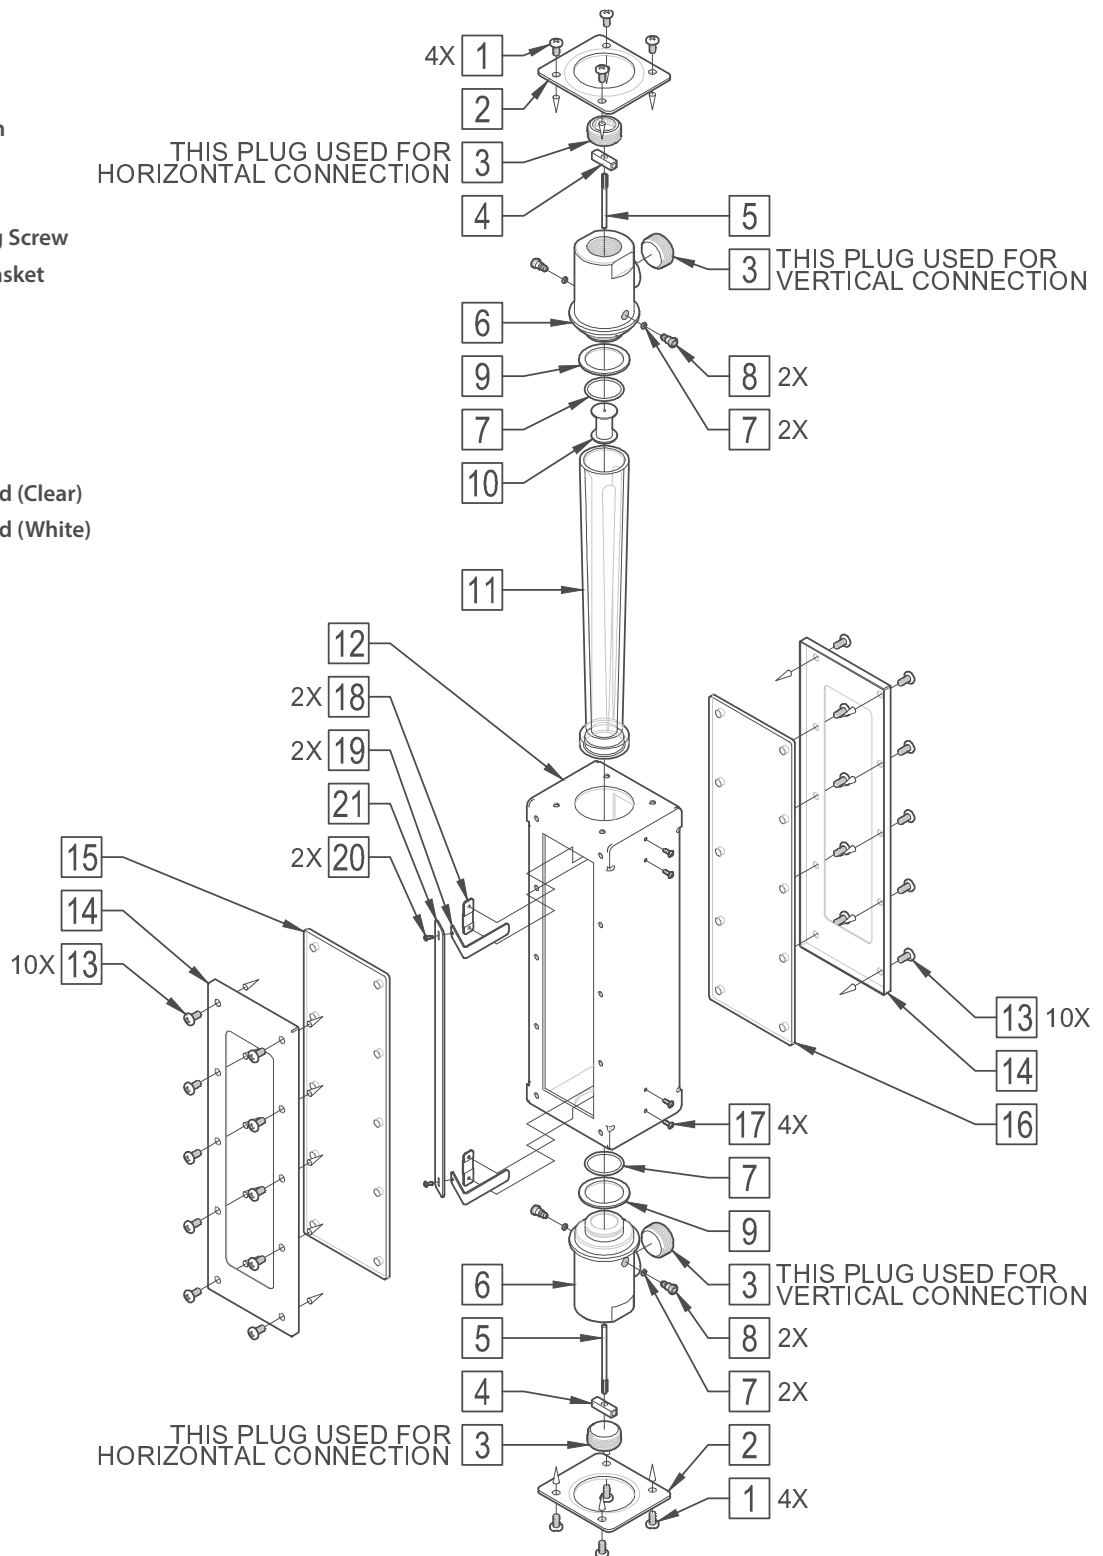 4X 1
2
THIS PLUG USED FOR
HORIZONTAL CONNECTION 3
4
5
Screw
3 THIS PLUG USED FOR
VERTICAL CONNECTION
6
9
8 2X
7
7 2X
10
d (Clear)
d (White)
11
12
2X 18
2X 19
21
2X 20
15
14
10X 13
13 10X
14
16
17 4X
7
9
6
3 THIS PLUG USED FOR
VERTICAL CONNECTION
5
8 2X
4
7 2X
THIS PLUG USED FOR
HORIZONTAL CONNECTION 3
2
1 4X